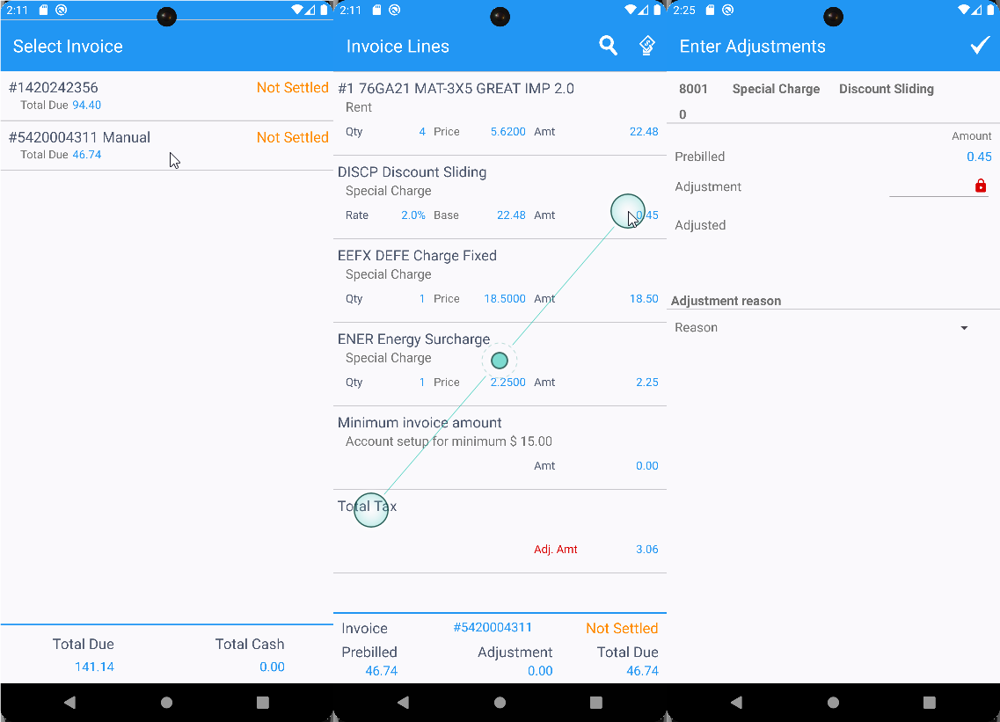 2:11
Select Invoice
#1420242356 Not Settled
Total Due 94.40
#5420004311 Manual Not Settled
Total Due 46.74
Total Due Total Cash
141.14 0.00
2:11
Invoice Lines
#1 76GA21 MAT-3X5 GREAT IMP 2.0
Rent
Qty 4 Price 5.6200 Amt 22.48
DISCP Discount Sliding
Special Charge
Rate 2.0% Base 22.48 Amt 0.45
EEFX DEFE Charge Fixed
Special Charge
Qty 1 Price 18.5000 Amt 18.50
ENER Energy Surcharge
Special Charge
Qty 1 Price 2.2500 Amt 2.25
Minimum invoice amount
Account setup for minimum $ 15.00
Amt 0.00
Total Tax
Adj. Amt 3.06
Invoice #5420004311 Not Settled
Prebilled Adjustment Total Due
46.74 0.00 46.74
2:25
Enter Adjustments
8001 Special Charge Discount Sliding
0
Amount
Prebilled 0.45
Adjustment
Adjusted
Adjustment reason
Reason